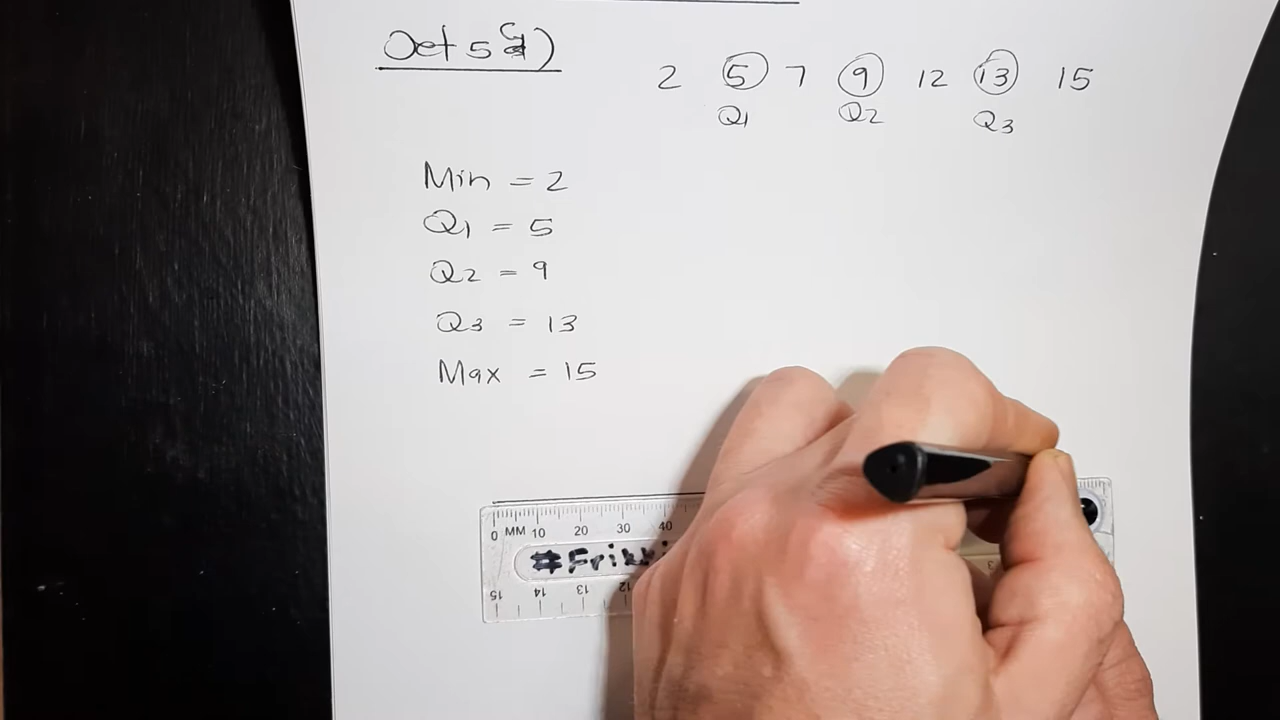 Oct 5
2 5 7 9 12 13 15
Q1 Q2 Q3
Min = 2
Q1 = 5
Q2 = 9
Q3 = 13
Max = 15
0 MM 10 20 30 40
15 14 13 12